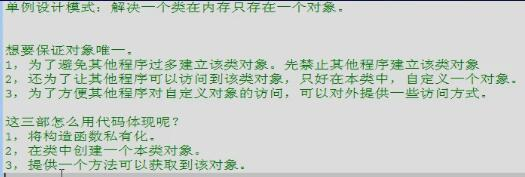 单例设计模式：解决一个类在内存只存在一个对象。
想要保证对象唯一。
1，为了避免其他程序过多建立该类对象。先禁止其他程序建立该类对象
2，还为了让其他程序可以访问到该类对象，只好在本类中，自定义一个对象。
3，为了方便其他程序对自定义对象的访问，可以对外提供一些访问方式。
这三部怎么用代码体现呢？
1，将构造函数私有化。
2，在类中创建一个本类对象。
3，提供一个方法可以获取到该对象。